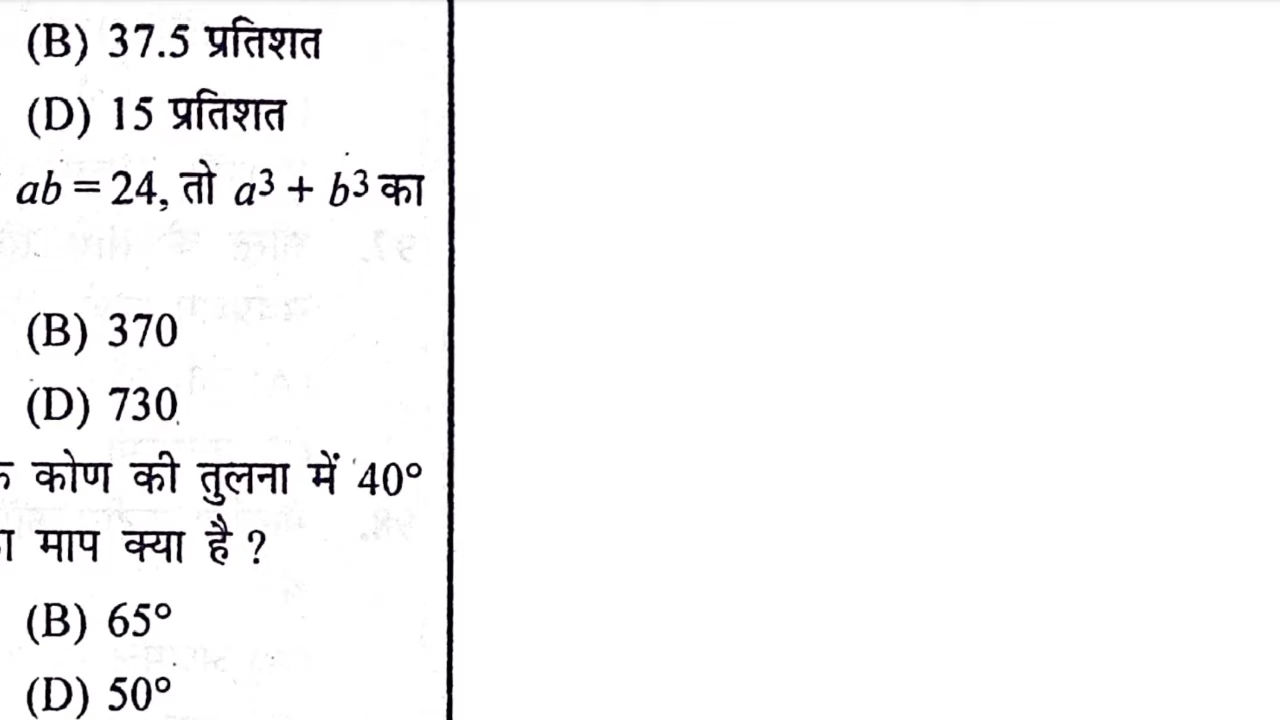 (B) 37.5 प्रतिशत
(D) 15 प्रतिशत
ab = 24, तो a³ + b³ का
(B) 370
(D) 730
कोण की तुलना में 40°
माप क्या है ?
(B) 65°
(D) 50°